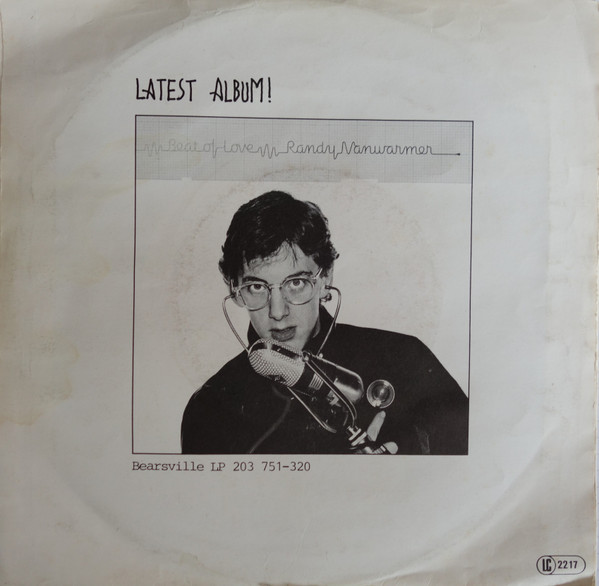 LATEST ALBUM!
Beat of Love Randy Vanwarmer
Bearsville LP 203 751-320
LC 2217